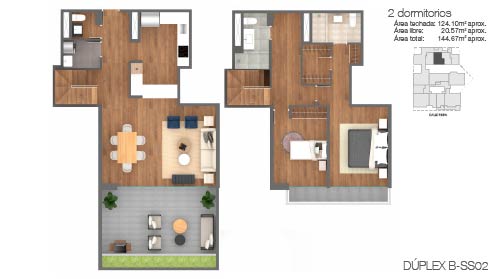 2 dormitorios
Área techada: 124.10m² aprox.
Área libre: 20.57m² aprox.
Área total: 144.67m² aprox.
DÚPLEX B-SS02